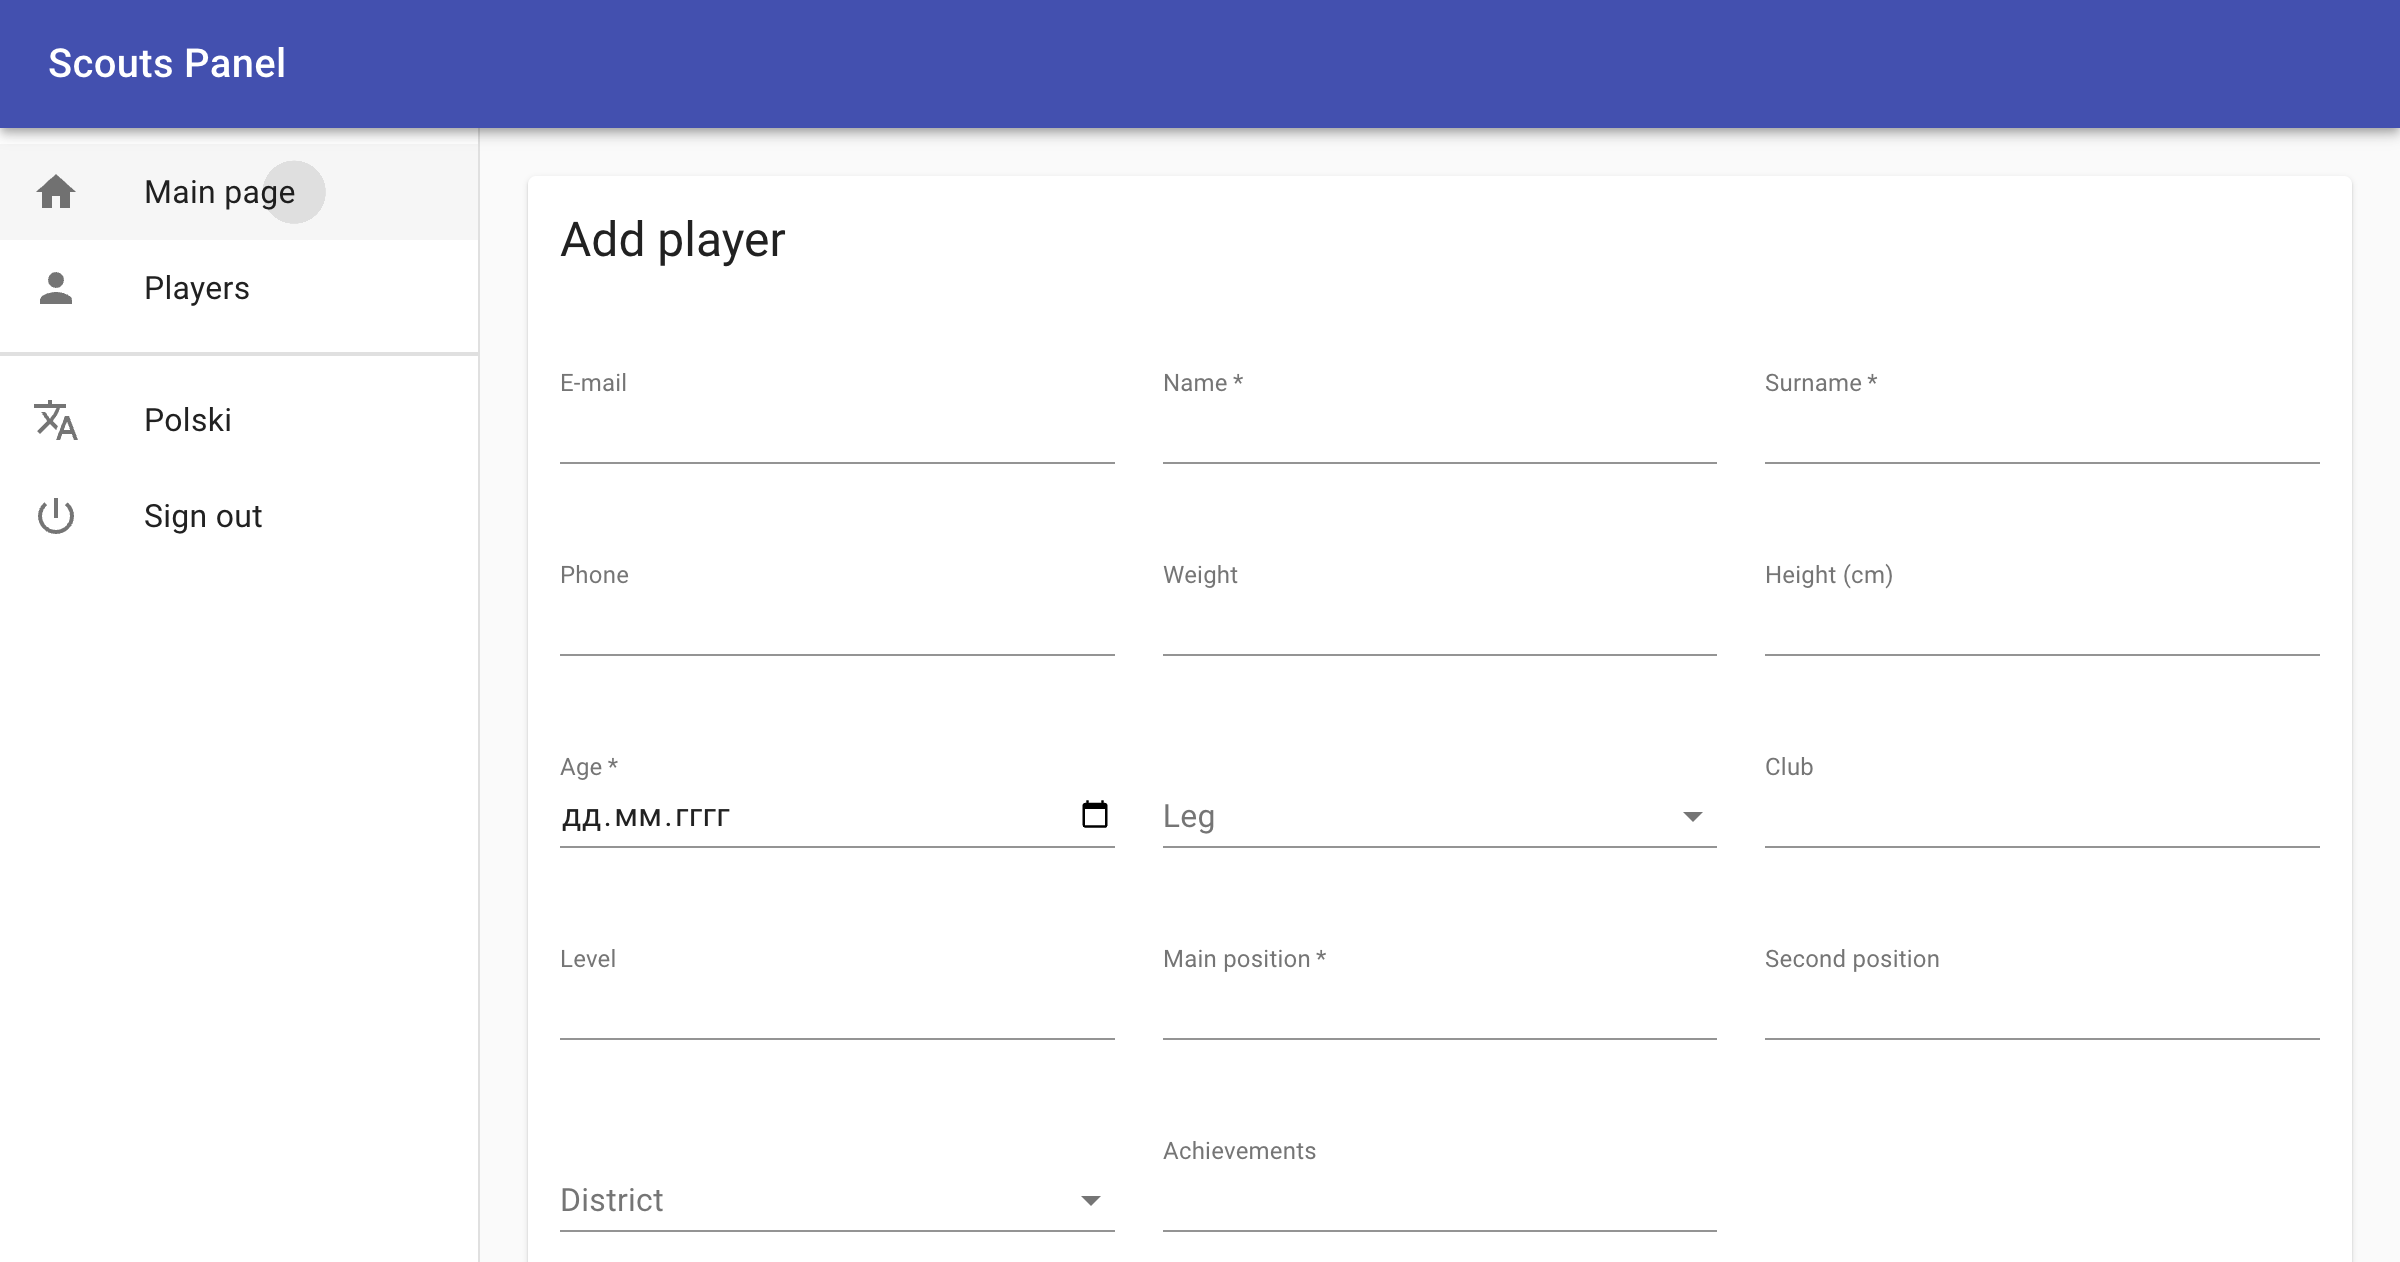 Scouts Panel
Main page
Players
Polski
Sign out
Add player
E-mail
Name *
Surname *
Phone
Weight
Height (cm)
Age *
дд.мм.гггг
Leg
Club
Level
Main position *
Second position
District
Achievements